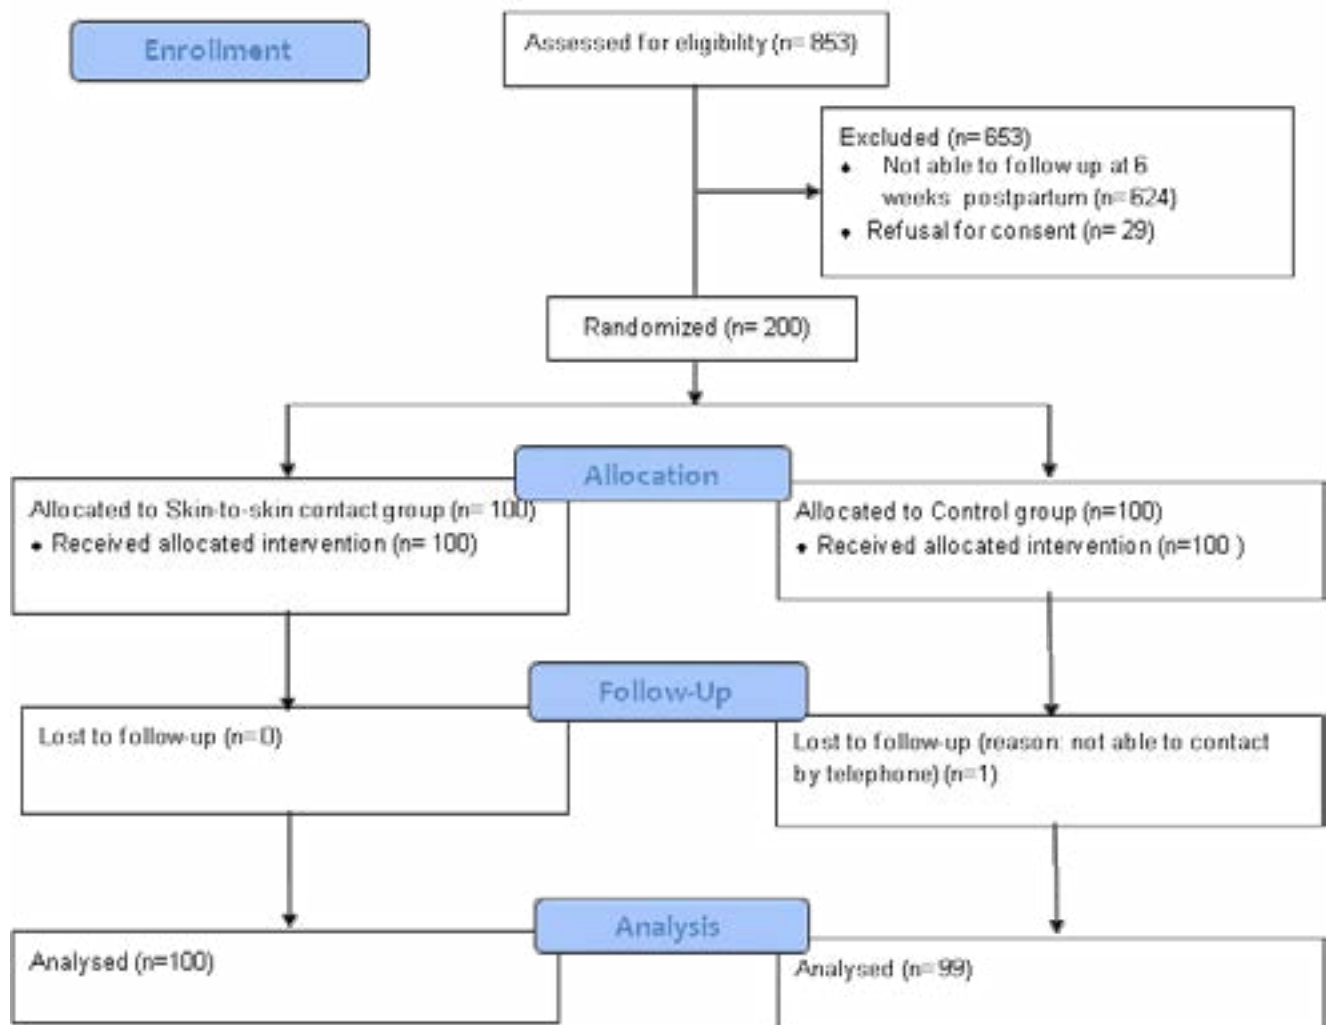 Enrollment
Assessed for eligibility (n= 853)
Excluded (n=653)
♦ Not able to follow up at 6
weeks postpartum (n=624)
♦ Refusal for consent (n= 29)
Randomized (n= 200)
Allocation
Allocated to Skin-to-skin contact group (n= 100)
♦ Received allocated intervention (n= 100)
Allocated to Control group (n=100)
♦ Received allocated intervention (n=100 )
Follow-Up
Lost to follow-up (n=0)
Lost to follow-up (reason: not able to contact
by telephone) (n=1)
Analysis
Analysed (n=100)
Analysed (n= 99)